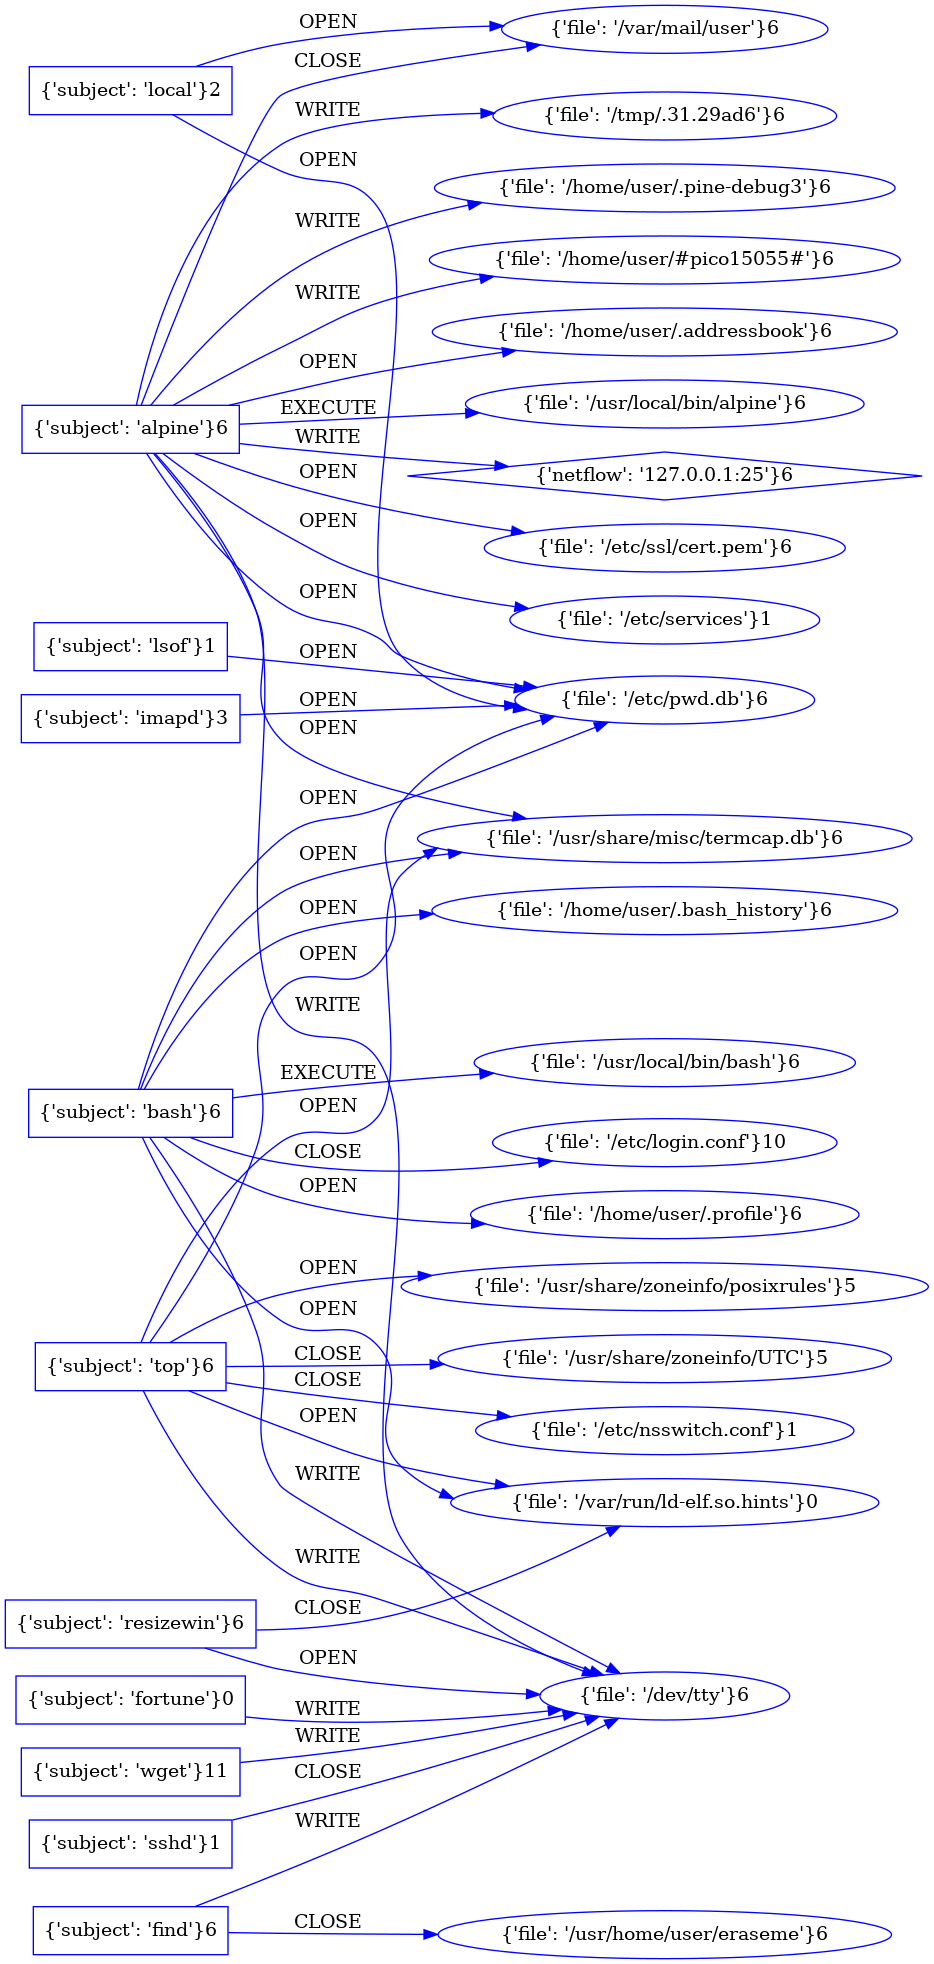 OPEN
{'file': '/var/mail/user'}6
CLOSE
{'subject': 'local'}2
WRITE
{'file': '/tmp/.31.29ad6'}6
OPEN
{'file': '/home/user/.pine-debug3'}6
WRITE
{'file': '/home/user/#pico15055#'}6
WRITE
{'file': '/home/user/.addressbook'}6
OPEN
{'file': '/usr/local/bin/alpine'}6
EXECUTE
{'subject': 'alpine'}6
WRITE
{'netflow': '127.0.0.1:25'}6
OPEN
{'file': '/etc/ssl/cert.pem'}6
OPEN
{'file': '/etc/services'}1
OPEN
{'subject': 'lsof'}1
OPEN
{'file': '/etc/pwd.db'}6
OPEN
{'subject': 'imapd'}3
OPEN
OPEN
{'file': '/usr/share/misc/termcap.db'}6
OPEN
OPEN
{'file': '/home/user/.bash_history'}6
OPEN
WRITE
{'file': '/usr/local/bin/bash'}6
EXECUTE
OPEN
{'subject': 'bash'}6
{'file': '/etc/login.conf'}10
CLOSE
OPEN
{'file': '/home/user/.profile'}6
OPEN
{'file': '/usr/share/zoneinfo/posixrules'}5
OPEN
CLOSE
{'file': '/usr/share/zoneinfo/UTC'}5
{'subject': 'top'}6
CLOSE
OPEN
{'file': '/etc/nsswitch.conf'}1
WRITE
{'file': '/var/run/ld-elf.so.hints'}0
WRITE
CLOSE
{'subject': 'resizewin'}6
OPEN
{'subject': 'fortune'}0
{'file': '/dev/tty'}6
WRITE
WRITE
{'subject': 'wget'}11
CLOSE
WRITE
{'subject': 'sshd'}1
CLOSE
{'subject': 'find'}6
{'file': '/usr/home/user/eraseme'}6